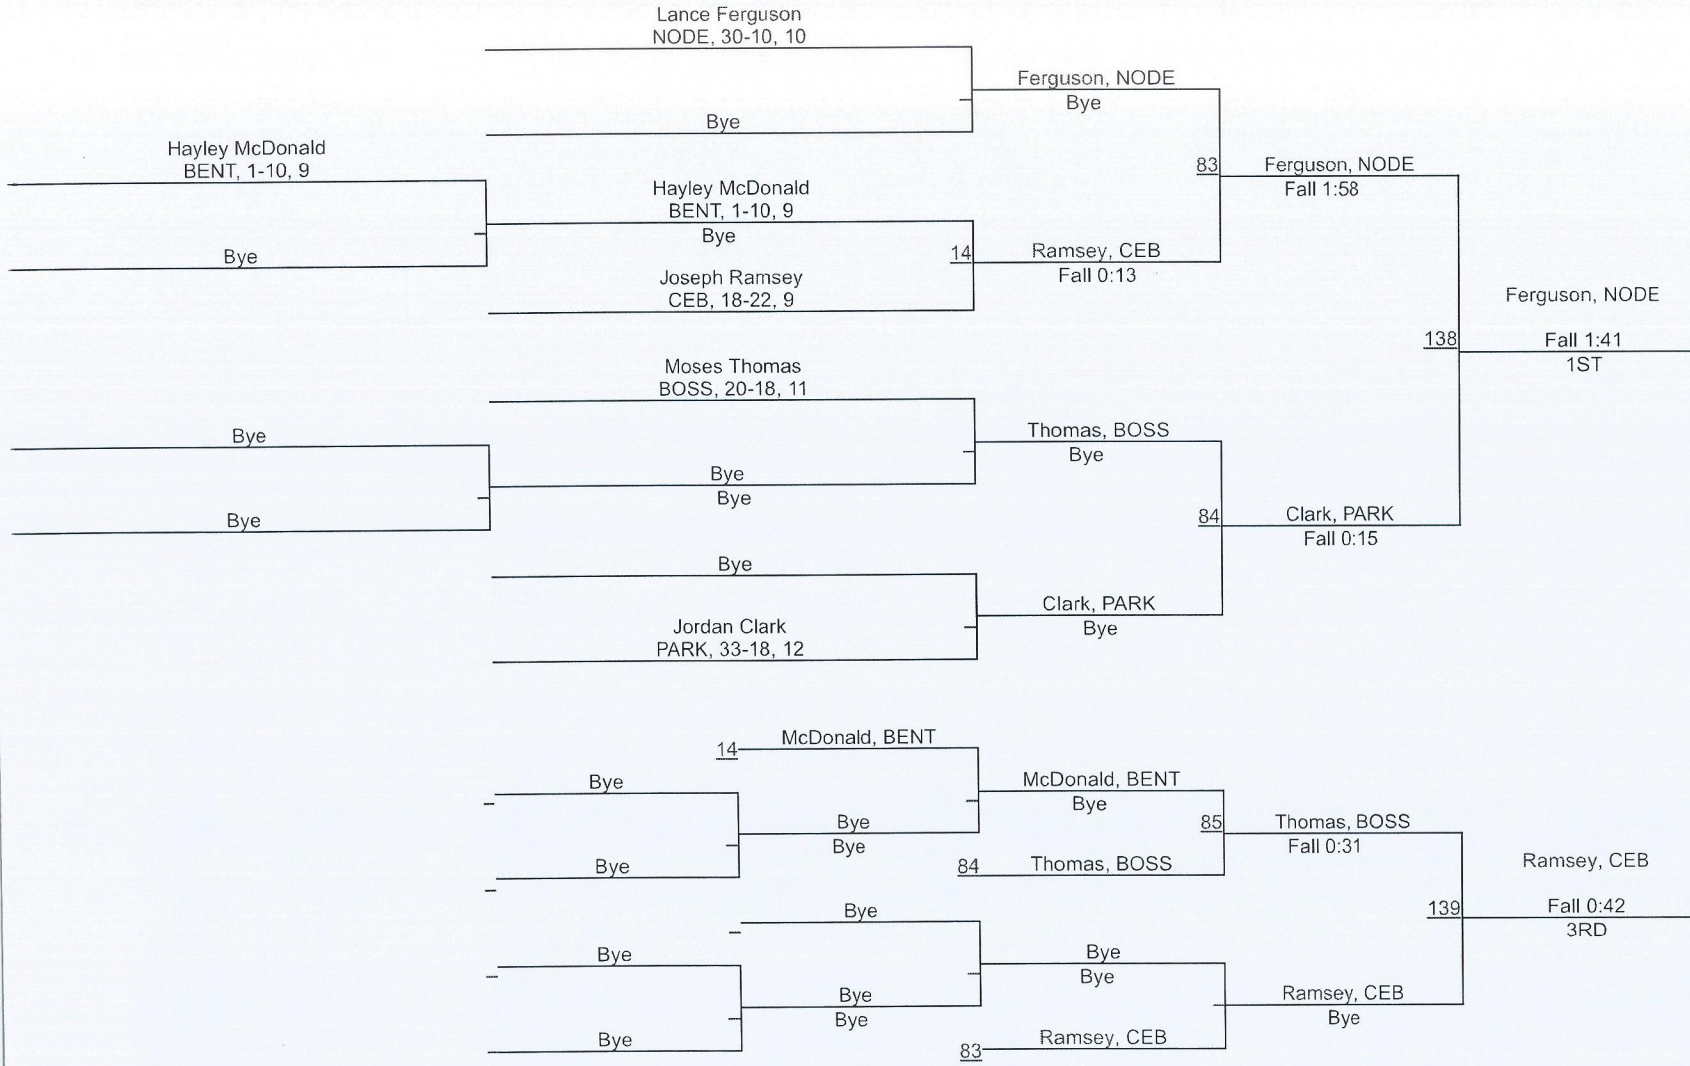 Lance Ferguson
NODE, 30-10, 10
Ferguson, NODE
Bye
Bye
Hayley McDonald
BENT, 1-10, 9
83
Ferguson, NODE
Fall 1:58
Hayley McDonald
BENT, 1-10, 9
Bye
Bye
14
Ramsey, CEB
Fall 0:13
Joseph Ramsey
CEB, 18-22, 9
Ferguson, NODE
138
Fall 1:41
1ST
Moses Thomas
BOSS, 20-18, 11
Bye
Thomas, BOSS
Bye
Bye
Bye
Bye
84
Clark, PARK
Fall 0:15
Bye
Clark, PARK
Bye
Jordan Clark
PARK, 33-18, 12
14
McDonald, BENT
Bye
McDonald, BENT
Bye
Bye
Bye
85
Thomas, BOSS
Fall 0:31
Bye
84
Thomas, BOSS
Ramsey, CEB
139
Fall 0:42
3RD
Bye
Bye
Bye
Bye
Bye
Bye
Ramsey, CEB
Bye
Bye
83
Ramsey, CEB